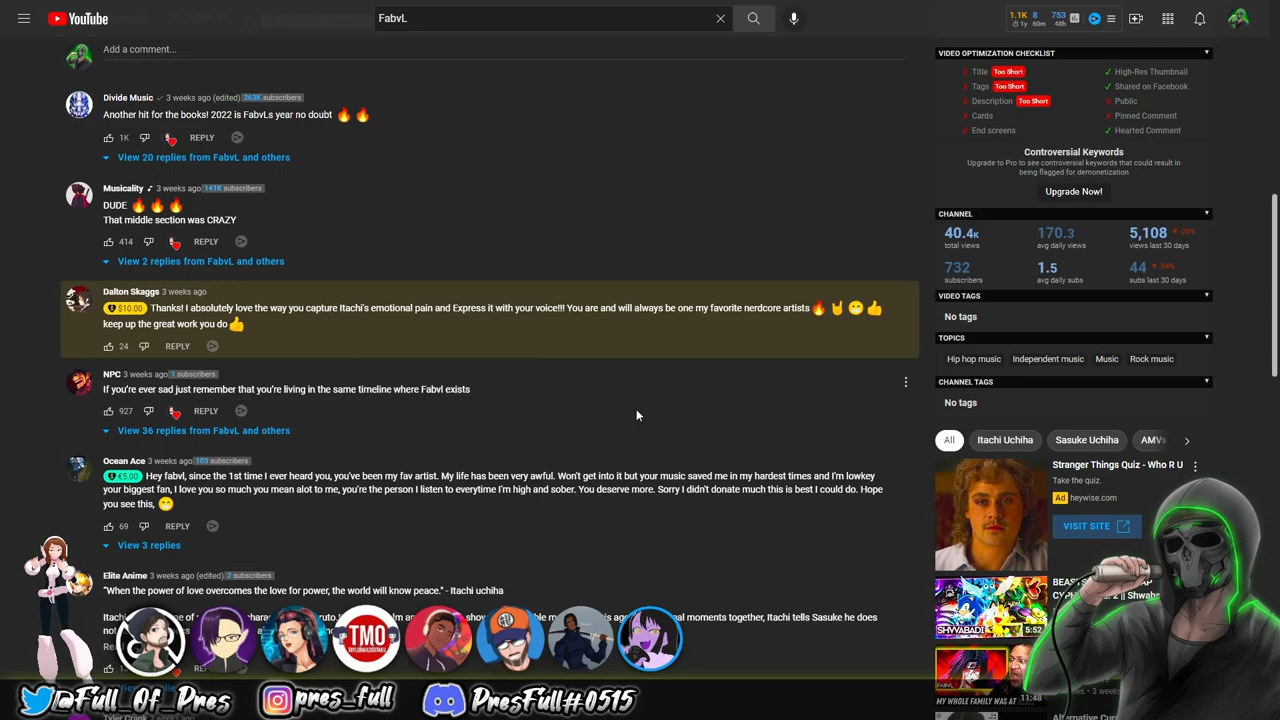 YouTube
FabvL
1.1K 8 753
1y 60m 48h
Add a comment...
Divide Music 3 weeks ago (edited) 263K subscribers
Another hit for the books! 2022 is FabvLs year no doubt 🔥 🔥
1K REPLY
View 20 replies from FabvL and others
Musicality 3 weeks ago 141K subscribers
DUDE 🔥 🔥 🔥
That middle section was CRAZY
414 REPLY
View 2 replies from FabvL and others
Dalton Skaggs 3 weeks ago
$10.00 Thanks! I absolutely love the way you capture Itachi's emotional pain and Express it with your voice!!! You are and will always be one my favorite nerdcore artists 🔥 🤘 😁 👍
keep up the great work you do 👍
24 REPLY
NPC 3 weeks ago 1 subscribers
If you're ever sad just remember that you're living in the same timeline where Fabvl exists
927 REPLY
View 36 replies from FabvL and others
Ocean Ace 3 weeks ago 103 subscribers
€5.00 Hey fabvl, since the 1st time I ever heard you, you've been my fav artist. My life has been very awful. Won't get into it but your music saved me in my hardest times and I'm lowkey
your biggest fan, I love you so much you mean alot to me, you're the person I listen to everytime I'm high and sober. You deserve more. Sorry I didn't donate much this is best I could do. Hope
you see this, 😁
69 REPLY
View 3 replies
Elite Anime 3 weeks ago (edited) 2 subscribers
"When the power of love overcomes the love for power, the world will know peace." - Itachi uchiha
moments together, Itachi tells Sasuke he does
TMO
@Full_Of_Pres
pres_full
PresFull#0515
VIDEO OPTIMIZATION CHECKLIST
Title Too Short
High-Res Thumbnail
Tags Too Short
Shared on Facebook
Description Too Short
Public
Cards
Pinned Comment
End screens
Hearted Comment
Controversial Keywords
Upgrade to Pro to see controversial keywords that could result in
being flagged for demonetization
Upgrade Now!
CHANNEL
40.4K 170.3 5,108 -20%
total views avg daily views views last 30 days
732 1.5 44 -34%
subscribers avg daily subs subs last 30 days
VIDEO TAGS
No tags
TOPICS
Hip hop music Independent music Music Rock music
CHANNEL TAGS
No tags
All Itachi Uchiha Sasuke Uchiha AMVs
Stranger Things Quiz - Who R U
Take the quiz.
Ad heywise.com
VISIT SITE
SHWABADI
5:52
FABVL
MY WHOLE FAMILY WAS AT
11:48